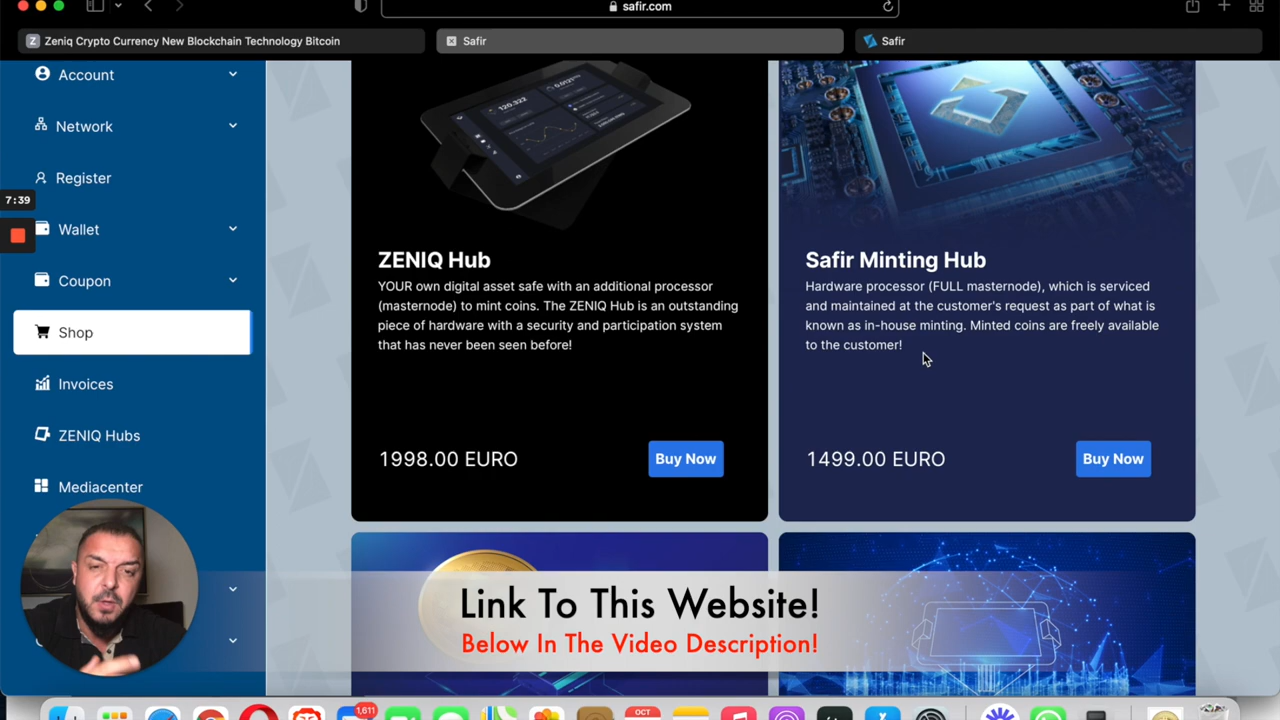 safir.com
Zeniq Crypto Currency New Blockchain Technology Bitcoin
Safir
Safir
Account
Network
Register
7:39
Wallet
Coupon
Shop
Invoices
ZENIQ Hubs
Mediacenter
120.322
ZENIQ Hub
YOUR own digital asset safe with an additional processor
(masternode) to mint coins. The ZENIQ Hub is an outstanding
piece of hardware with a security and participation system
that has never been seen before!
1998.00 EURO
Buy Now
Safir Minting Hub
Hardware processor (FULL masternode), which is serviced
and maintained at the customer's request as part of what is
known as in-house minting. Minted coins are freely available
to the customer!
1499.00 EURO
Buy Now
Link To This Website!
Below In The Video Description!
1,611
OCT